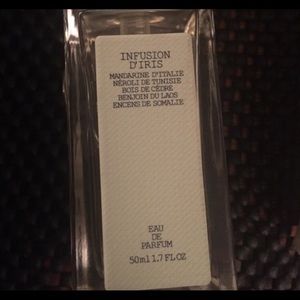 INFUSION
D'IRIS
MANDARINE D'ITALIE
NÉROLI DE TUNISIE
BOIS DE CÈDRE
BENJOIN DU LAOS
ENCENS DE SOMALIE
EAU
DE
PARFUM
50ml 1.7 FL OZ